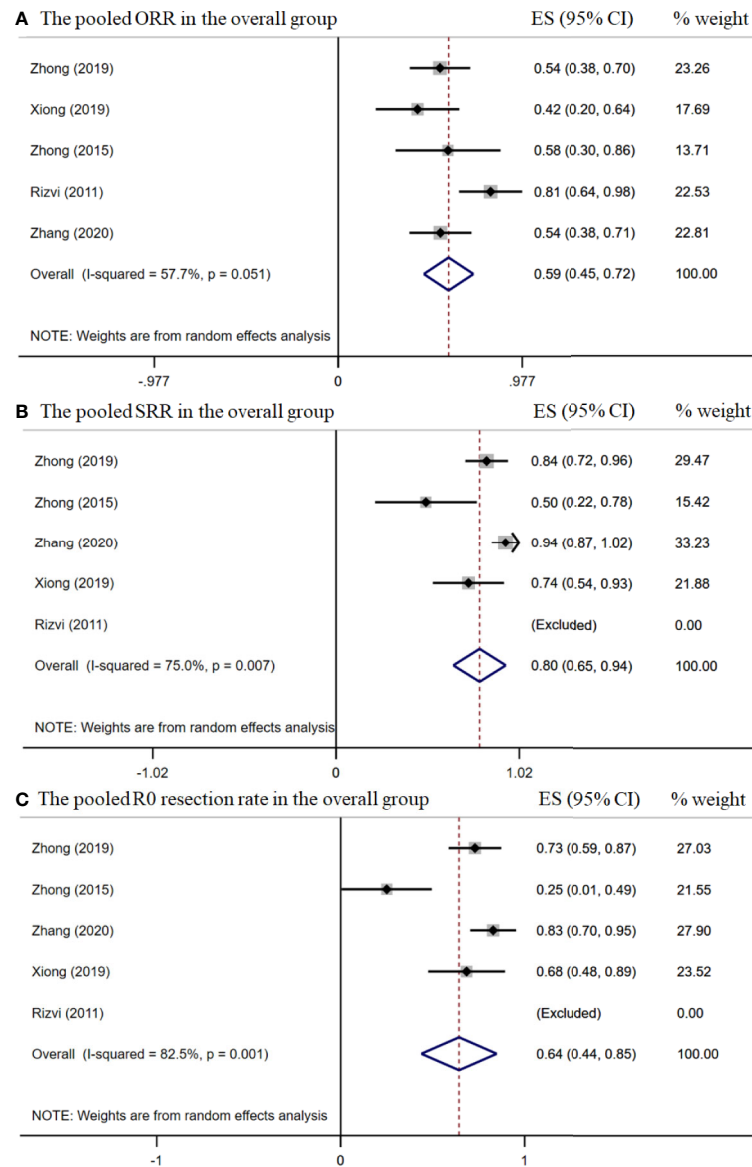 A The pooled ORR in the overall group ES (95% CI) % weight
Zhong (2019) 0.54 (0.38, 0.70) 23.26
Xiong (2019) 0.42 (0.20, 0.64) 17.69
Zhong (2015) 0.58 (0.30, 0.86) 13.71
Rizvi (2011) 0.81 (0.64, 0.98) 22.53
Zhang (2020) 0.54 (0.38, 0.71) 22.81
Overall (I-squared = 57.7%, p = 0.051) 0.59 (0.45, 0.72) 100.00
NOTE: Weights are from random effects analysis
-.977 0 .977
B The pooled SRR in the overall group ES (95% CI) % weight
Zhong (2019) 0.84 (0.72, 0.96) 29.47
Zhong (2015) 0.50 (0.22, 0.78) 15.42
Zhang (2020) 0.94 (0.87, 1.02) 33.23
Xiong (2019) 0.74 (0.54, 0.93) 21.88
Rizvi (2011) (Excluded) 0.00
Overall (I-squared = 75.0%, p = 0.007) 0.80 (0.65, 0.94) 100.00
NOTE: Weights are from random effects analysis
-1.02 0 1.02
C The pooled R0 resection rate in the overall group ES (95% CI) % weight
Zhong (2019) 0.73 (0.59, 0.87) 27.03
Zhong (2015) 0.25 (0.01, 0.49) 21.55
Zhang (2020) 0.83 (0.70, 0.95) 27.90
Xiong (2019) 0.68 (0.48, 0.89) 23.52
Rizvi (2011) (Excluded) 0.00
Overall (I-squared = 82.5%, p = 0.001) 0.64 (0.44, 0.85) 100.00
NOTE: Weights are from random effects analysis
-1 0 1